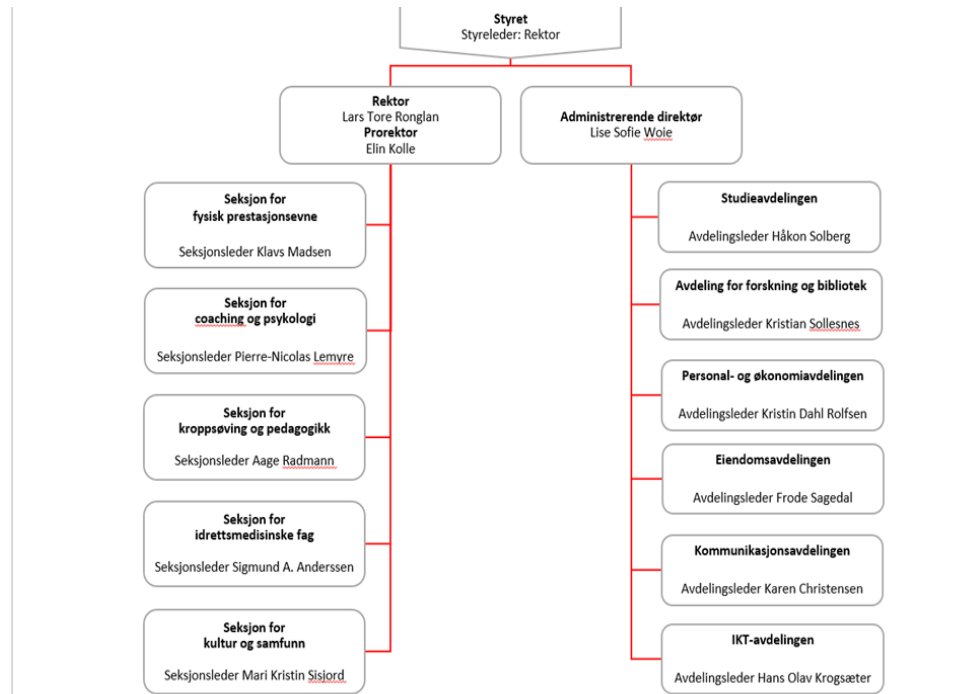 Styret
Styreleder: Rektor
Rektor
Lars Tore Ronglan
Prorektor
Elin Kolle
Administrerende direktør
Lise Sofie Woie
Seksjon for
fysisk prestasjonsevne
Seksjonsleder Klavs Madsen
Seksjon for
coaching og psykologi
Seksjonsleder Pierre-Nicolas Lemyre
Seksjon for
kroppsøving og pedagogikk
Seksjonsleder Aage Radmann
Seksjon for
idrettsmedisinske fag
Seksjonsleder Sigmund A. Anderssen
Seksjon for
kultur og samfunn
Seksjonsleder Mari Kristin Sisjord
Studieavdelingen
Avdelingsleder Håkon Solberg
Avdeling for forskning og bibliotek
Avdelingsleder Kristian Sollesnes
Personal- og økonomiavdelingen
Avdelingsleder Kristin Dahl Rolfsen
Eiendomsavdelingen
Avdelingsleder Frode Sagedal
Kommunikasjonsavdelingen
Avdelingsleder Karen Christensen
IKT-avdelingen
Avdelingsleder Hans Olav Krogsæter